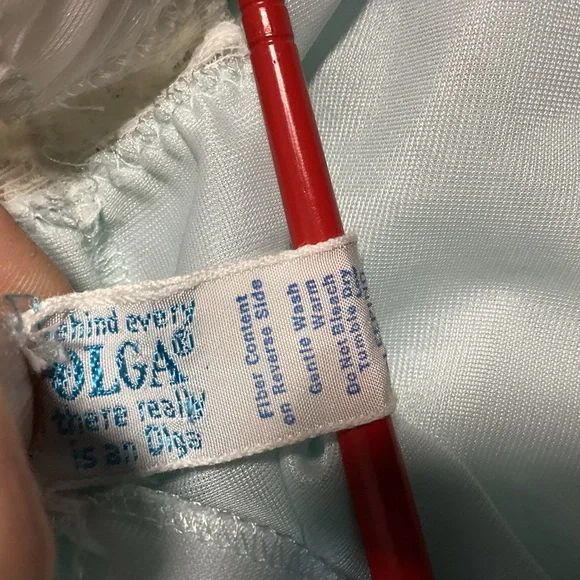 behind every
OLGA®
there really
is an Olga
Fiber Content
on Reverse Side
Gentle Wash
Warm
Do Not Bleach
Tumble Dry